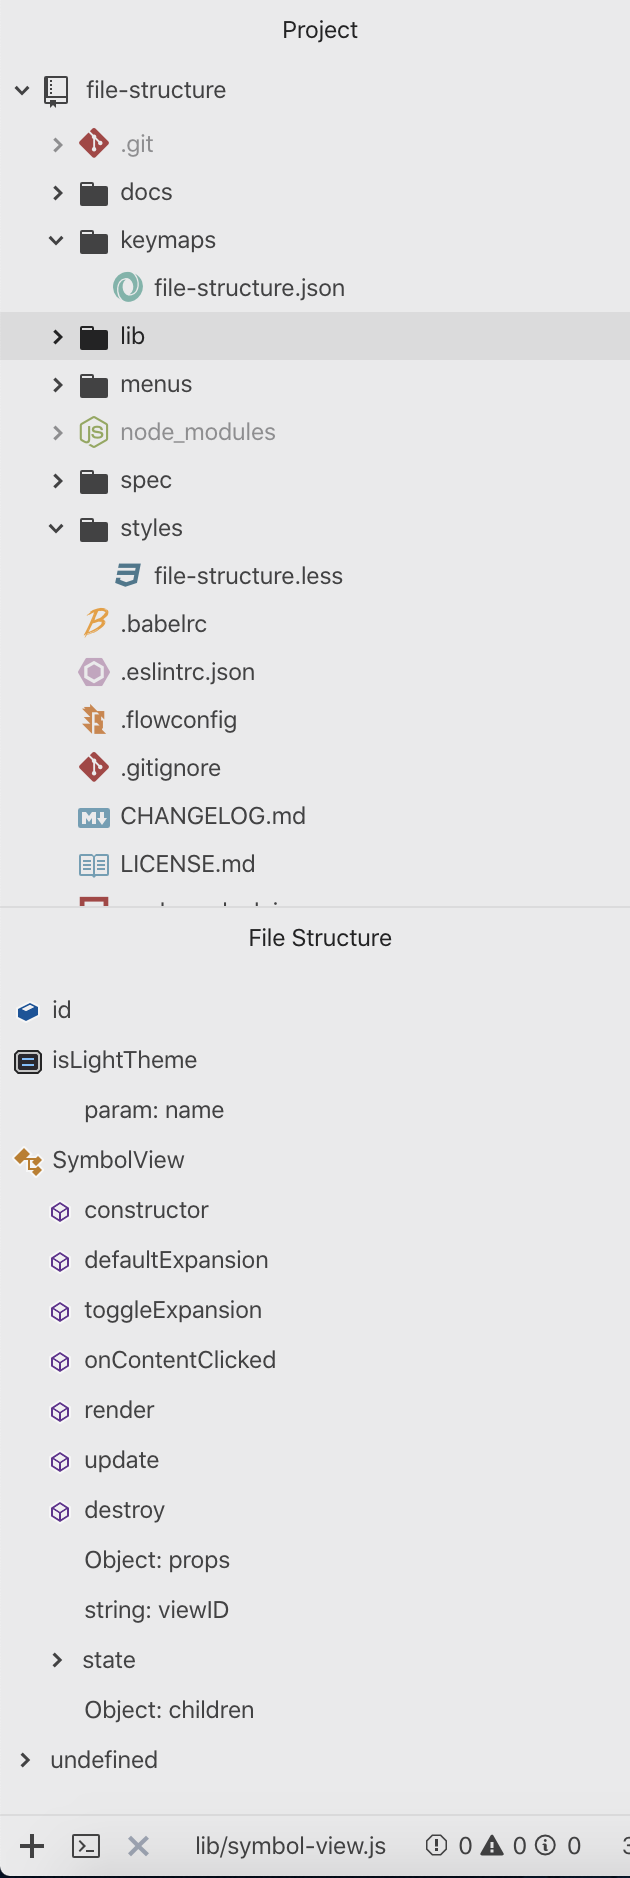 Project
file-structure
.git
docs
keymaps
file-structure.json
lib
menus
node_modules
spec
styles
file-structure.less
.babelrc
.eslintrc.json
.flowconfig
.gitignore
CHANGELOG.md
LICENSE.md
File Structure
id
isLightTheme
param: name
SymbolView
constructor
defaultExpansion
toggleExpansion
onContentClicked
render
update
destroy
Object: props
string: viewID
state
Object: children
undefined
lib/symbol-view.js 0 0 0